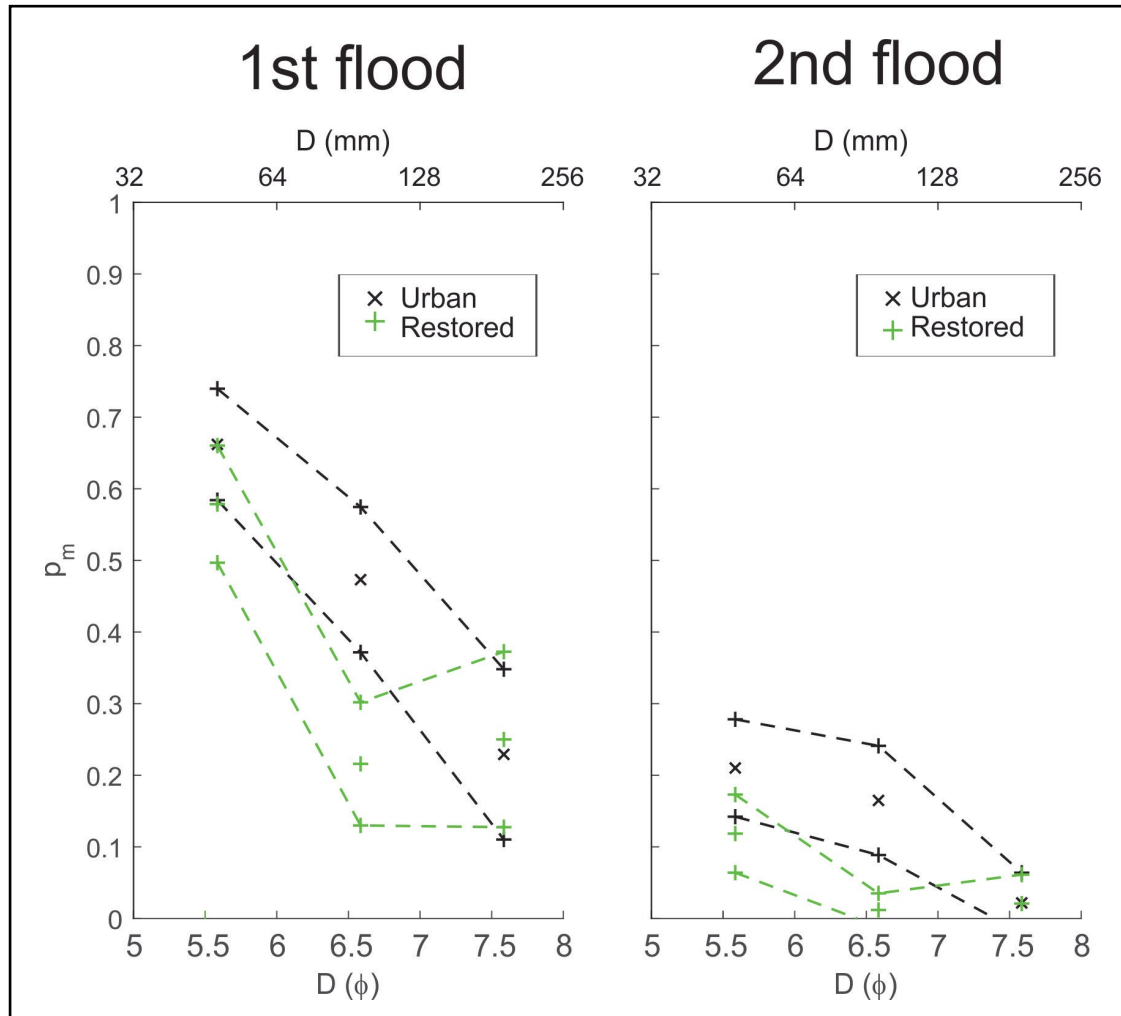 1st flood
D (mm)
32 64 128 256
1
0.9
0.8
0.7
0.6
0.5
0.4
0.3
0.2
0.1
0
p_m
Urban
Restored
5 5.5 6 6.5 7 7.5 8
D (ϕ)
2nd flood
D (mm)
32 64 128 256
Urban
Restored
5 5.5 6 6.5 7 7.5 8
D (ϕ)